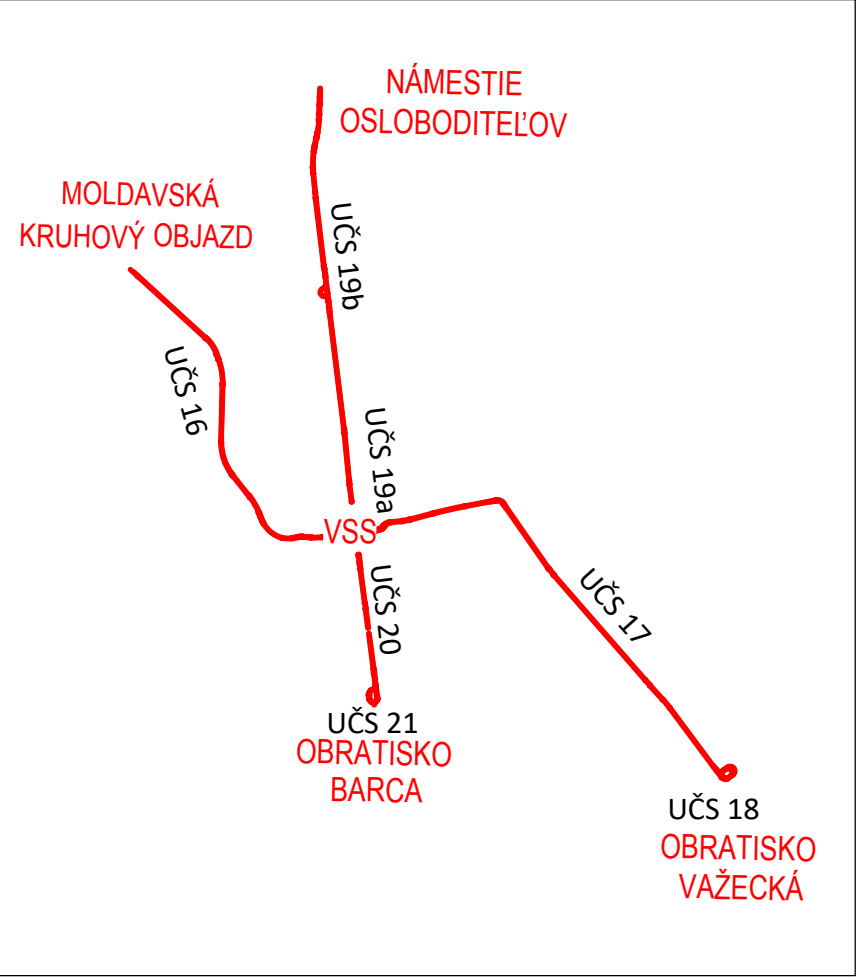 NÁMESTIE
OSLOBODITEĽOV
MOLDAVSKÁ
KRUHOVÝ OBJAZD
UČS 19b
UČS 16
UČS 19a
VSS
UČS 20
UČS 17
UČS 21
OBRATISKO
BARCA
UČS 18
OBRATISKO
VAŽECKÁ